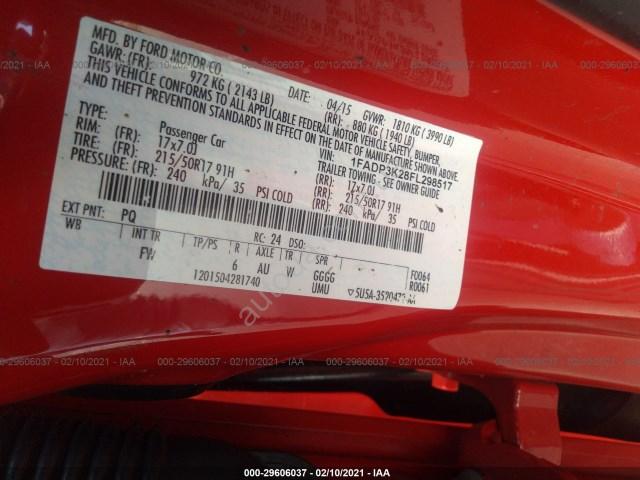 MFD. BY FORD MOTOR CO.
DATE: 04/15 GVWR: 1810 KG (3990 LB)
GAWR: (FR): 972 KG (2143 LB) (RR): 880 KG (1940 LB)
THIS VEHICLE CONFORMS TO ALL APPLICABLE FEDERAL MOTOR VEHICLE SAFETY, BUMPER,
AND THEFT PREVENTION STANDARDS IN EFFECT ON THE DATE OF MANUFACTURE SHOWN ABOVE.
VIN: 1FADP3K28FL298517
TYPE: Passenger Car TRAILER TOWING - SEE OWNER GUIDE
RIM: (FR): 17x7.0J (RR): 17x7.0J
TIRE: (FR): 215/50R17 91H (RR): 215/50R17 91H
PRESSURE: (FR): 240 kPa/ 35 PSI COLD (RR): 240 kPa/ 35 PSI COLD
EXT PNT: PQ RC: 24 DSO:
WB INT TR TP/PS R AXLE TR SPR F0064
FW 6 AU W GGGG R0061
1201504281740 UMU
000-29606037 - 02/10/2021 - IAA